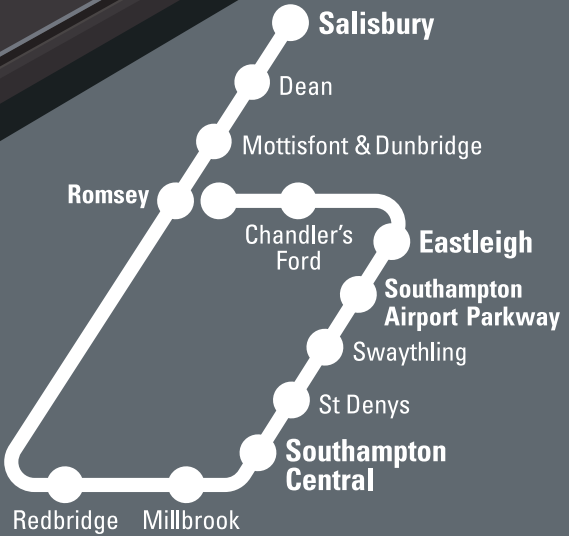 Salisbury
Dean
Mottisfont & Dunbridge
Romsey
Chandler's
Ford
Eastleigh
Southampton
Airport Parkway
Swaythling
St Denys
Southampton
Central
Redbridge
Millbrook